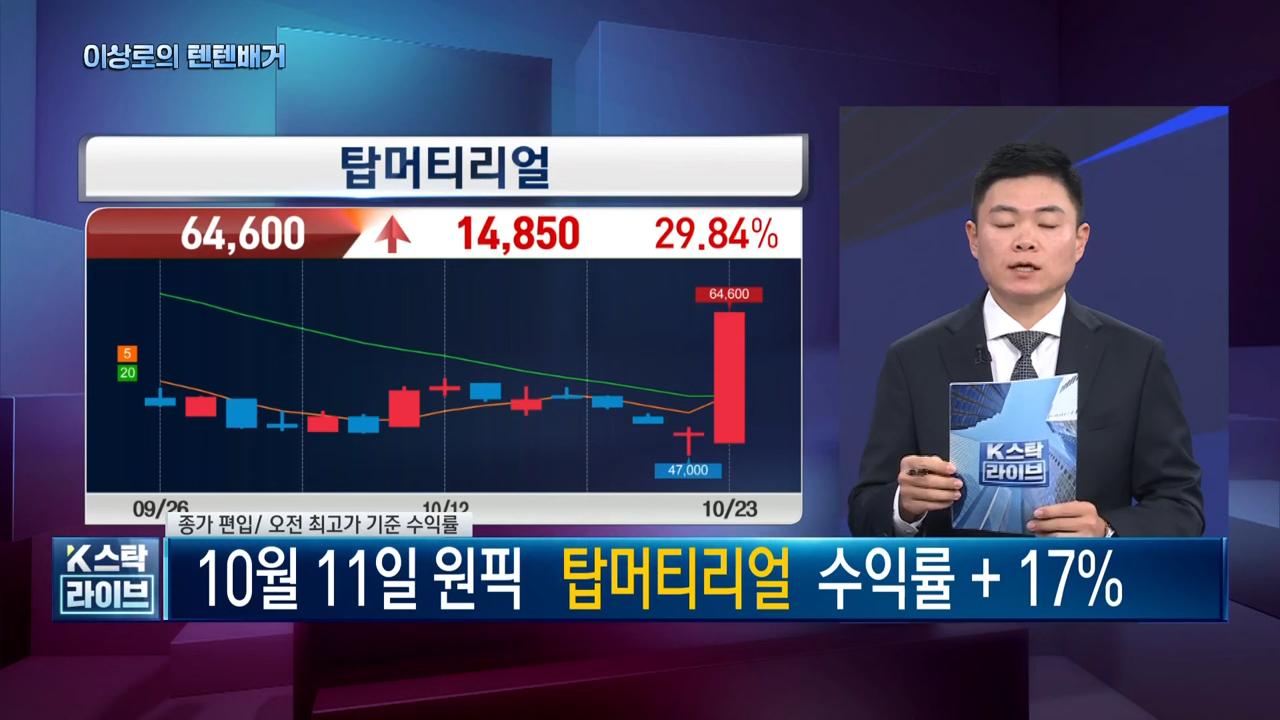 이상로의 텐텐배거
탑머티리얼
64,600 14,850 29.84%
64,600
5
20
47,000
09/26 10/12 10/23
종가 편입/ 오전 최고가 기준 수익률
K스탁
라이브
10월 11일 원픽 탑머티리얼 수익률 + 17%
K스탁
라이브